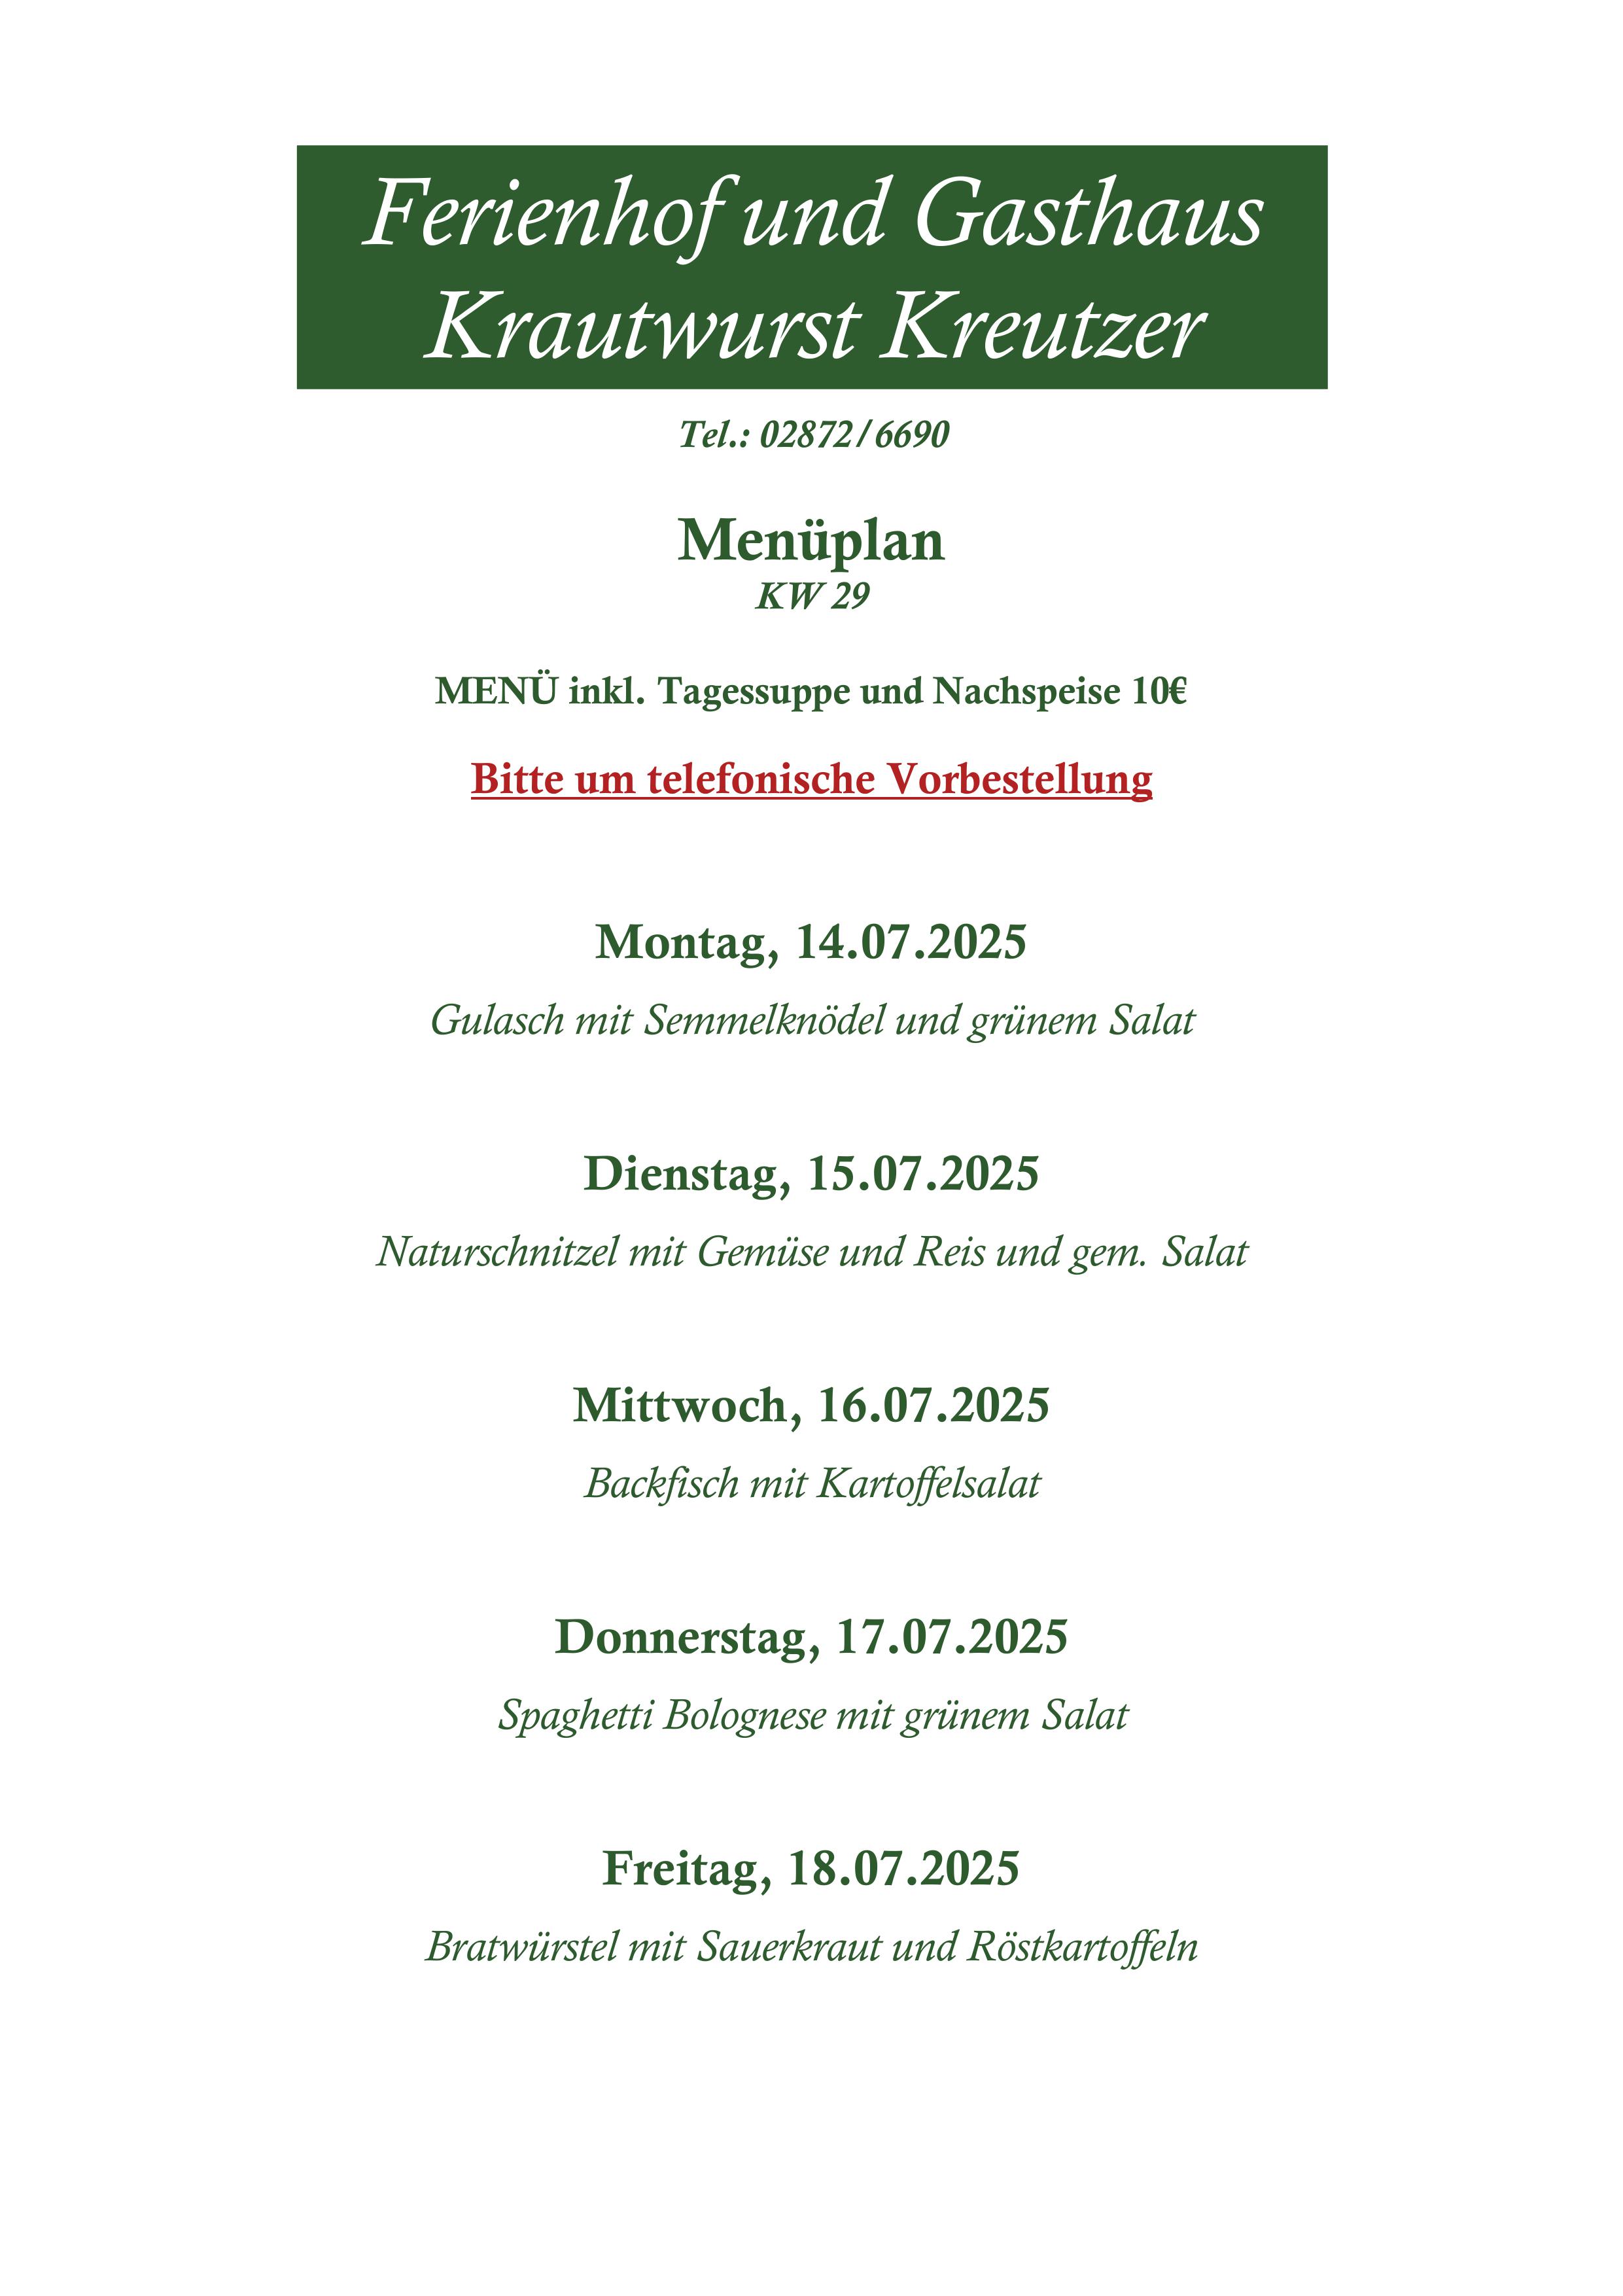 Ferienhof und Gasthaus
Krautwurst Kreutzer
Tel.: 02872/6690
Menüplan
KW 29
MENÜ inkl. Tagessuppe und Nachspeise 10€
Bitte um telefonische Vorbestellung
Montag, 14.07.2025
Gulasch mit Semmelknödel und grünem Salat
Dienstag, 15.07.2025
Naturschnitzel mit Gemüse und Reis und gem. Salat
Mittwoch, 16.07.2025
Backfisch mit Kartoffelsalat
Donnerstag, 17.07.2025
Spaghetti Bolognese mit grünem Salat
Freitag, 18.07.2025
Bratwürstel mit Sauerkraut und Röstkartoffeln